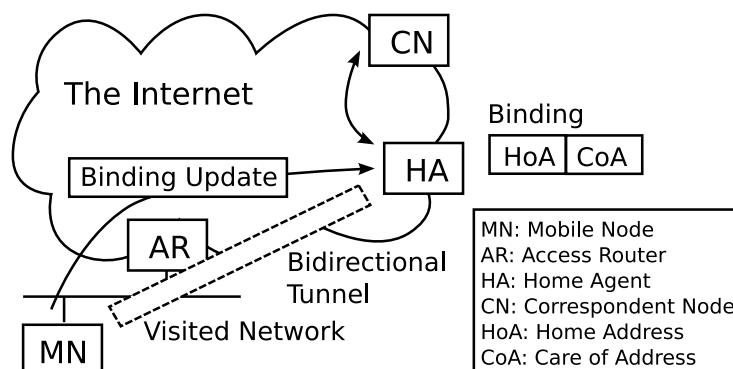 CN
The Internet
Binding
HoA CoA
HA
Binding Update
AR
Bidirectional
Tunnel
Visited Network
MN
MN: Mobile Node
AR: Access Router
HA: Home Agent
CN: Correspondent Node
HoA: Home Address
CoA: Care of Address